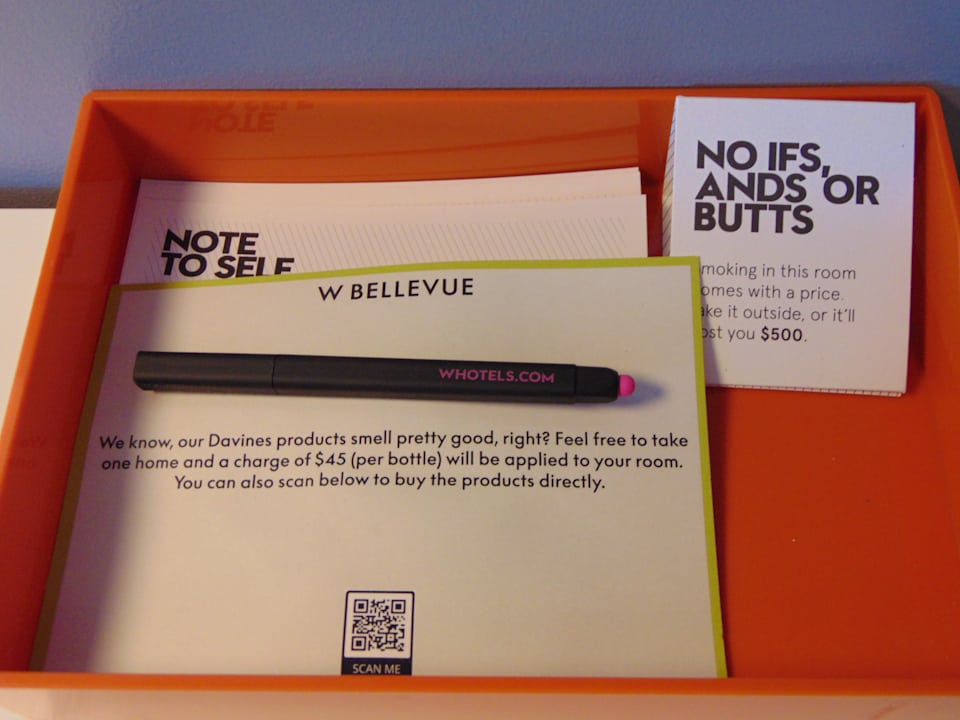 NOTE
TO SELF
W BELLEVUE
WHOTELS.COM
We know, our Davines products smell pretty good, right? Feel free to take
one home and a charge of $45 (per bottle) will be applied to your room.
You can also scan below to buy the products directly.
SCAN ME
NO IFS,
ANDS OR
BUTTS
moking in this room
omes with a price.
ake it outside, or it'll
ost you $500.